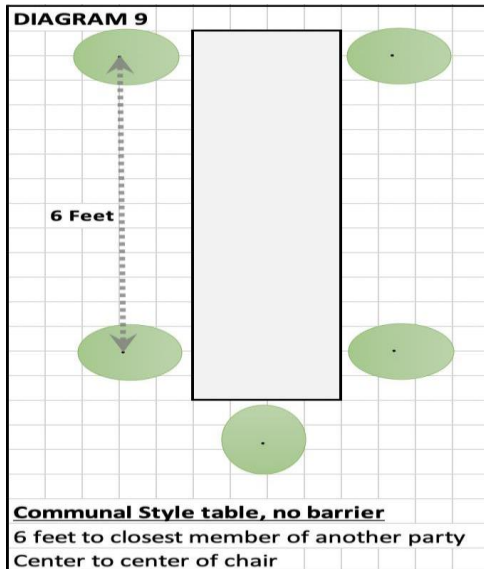 DIAGRAM 9
6 Feet
Communal Style table, no barrier
6 feet to closest member of another party
Center to center of chair